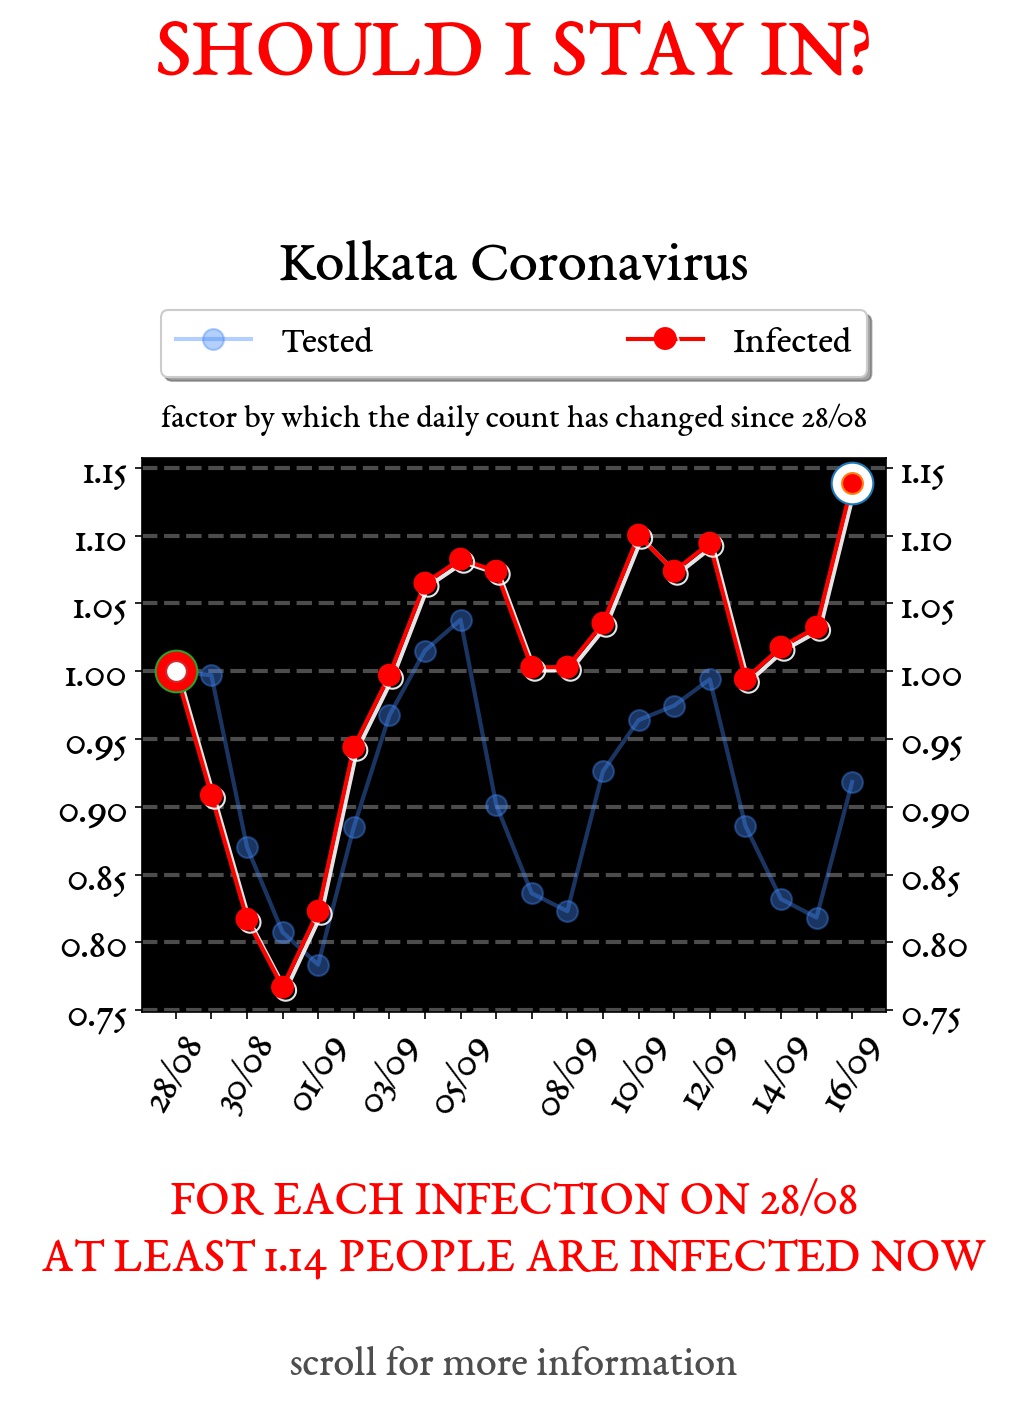 SHOULD I STAY IN?
Kolkata Coronavirus
Tested Infected
factor by which the daily count has changed since 28/08
1.15 1.15
1.10 1.10
1.05 1.05
1.00 1.00
0.95 0.95
0.90 0.90
0.85 0.85
0.80 0.80
0.75 0.75
28/08 30/08 01/09 03/09 05/09 08/09 10/09 12/09 14/09 16/09
FOR EACH INFECTION ON 28/08
AT LEAST 1.14 PEOPLE ARE INFECTED NOW
scroll for more information